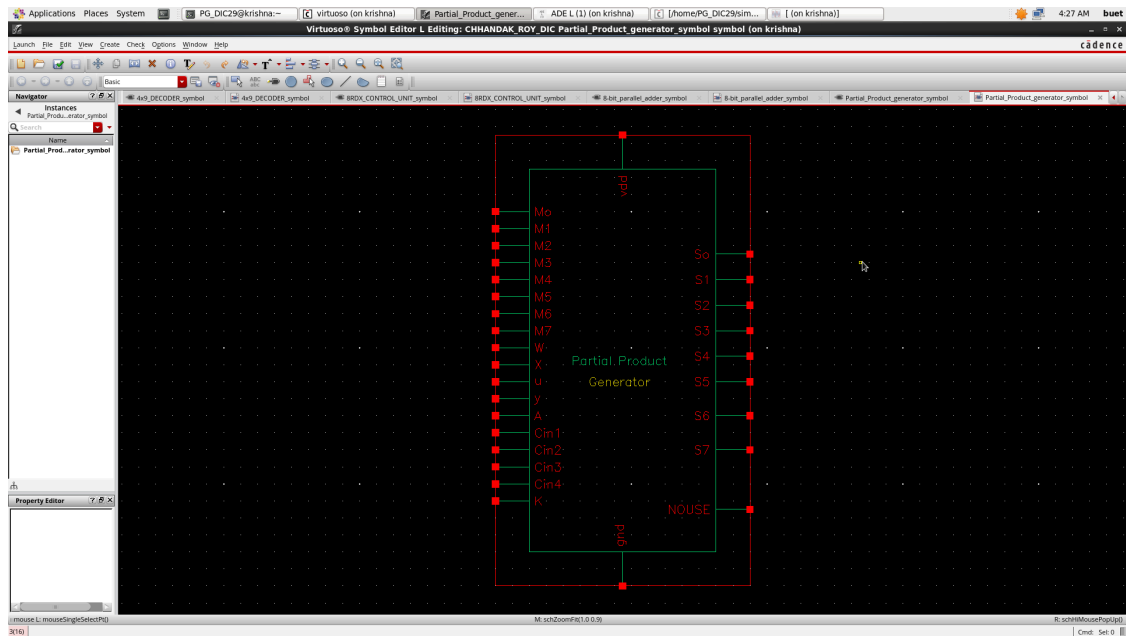 Applications Places System PG_DIC29@krishna:~ virtuoso (on krishna) Partial_Product_gener... ADE L (1) (on krishna) [/home/PG_DIC29/sim... [ (on krishna)] 4:27 AM buet
Virtuoso® Symbol Editor L Editing: CHHANDAK_ROY_DIC Partial_Product_generator_symbol symbol (on krishna)
Launch File Edit View Create Check Options Window Help cādence
Basic
Navigator 4x9_DECODER_symbol 4x9_DECODER_symbol 8RDX_CONTROL_UNIT_symbol 8RDX_CONTROL_UNIT_symbol 8-bit_parallel_adder_symbol 8-bit_parallel_adder_symbol Partial_Product_generator_symbol Partial_Product_generator_symbol
Instances
Partial_Produ...erator_symbol
Search
Name
Partial_Prod...rator_symbol
vdd
Mo
M1
M2
So
M3
M4 S1
M5
S2
M6
M7 S3
W
S4
X Partial Product
u Generator S5
y
A S6
Cin1
Cin2 S7
Cin3
Cin4
K
NOUSE
gnd
Property Editor
mouse L: mouseSingleSelectPt() M: schZoomFit(1.0 0.9) R: schHiMousePopUp()
3(16) Cmd: Sel: 0